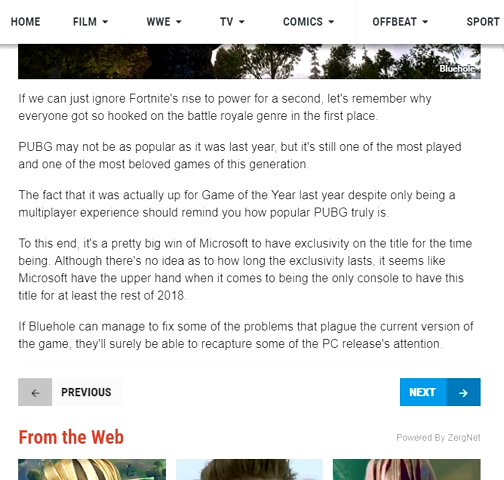 HOME FILM WWE TV COMICS OFFBEAT SPORT
Bluehole
If we can just ignore Fortnite's rise to power for a second, let's remember why
everyone got so hooked on the battle royale genre in the first place.
PUBG may not be as popular as it was last year, but it's still one of the most played
and one of the most beloved games of this generation.
The fact that it was actually up for Game of the Year last year despite only being a
multiplayer experience should remind you how popular PUBG truly is.
To this end, it's a pretty big win of Microsoft to have exclusivity on the title for the time
being. Although there's no idea as to how long the exclusivity lasts, it seems like
Microsoft have the upper hand when it comes to being the only console to have this
title for at least the rest of 2018.
If Bluehole can manage to fix some of the problems that plague the current version of
the game, they'll surely be able to recapture some of the PC release's attention.
PREVIOUS NEXT
From the Web Powered By ZergNet